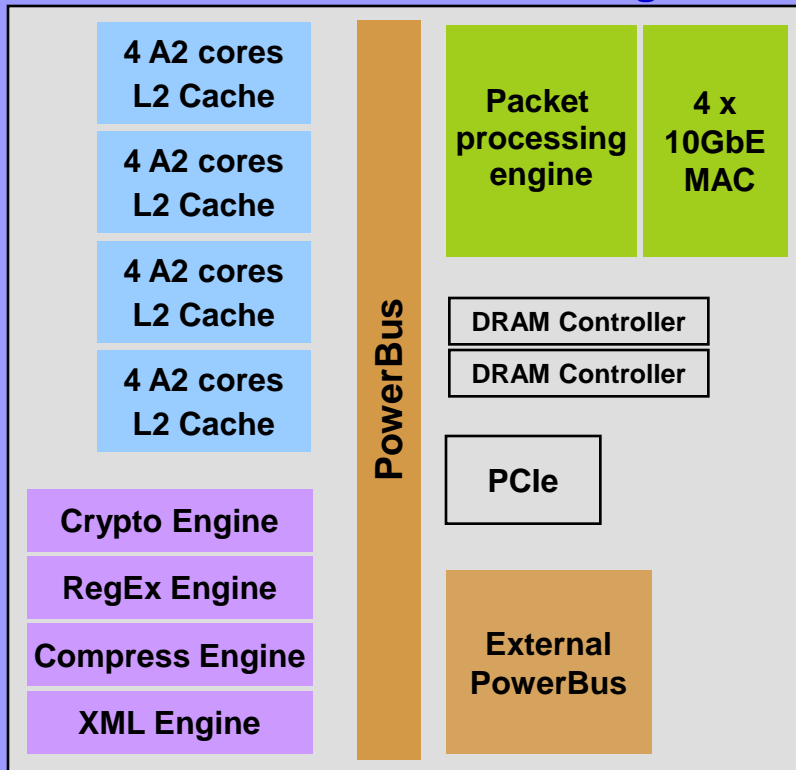 4 A2 cores
L2 Cache
4 A2 cores
L2 Cache
4 A2 cores
L2 Cache
4 A2 cores
L2 Cache
Crypto Engine
RegEx Engine
Compress Engine
XML Engine
PowerBus
Packet
processing
engine
4 x
10GbE
MAC
DRAM Controller
DRAM Controller
PCIe
External
PowerBus